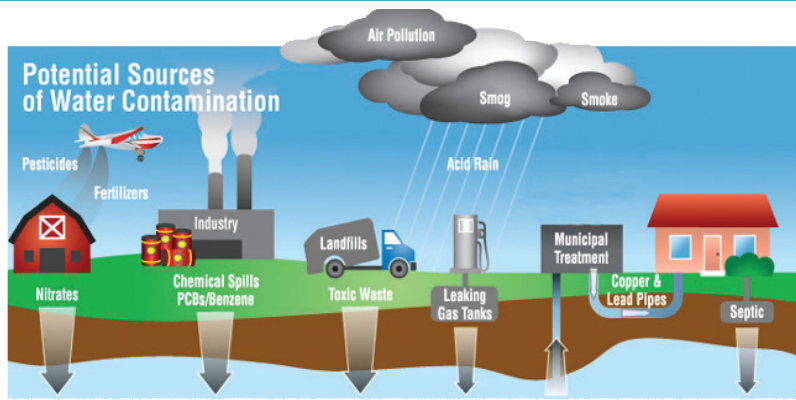 Potential Sources
of Water Contamination
Air Pollution
Smog
Smoke
Pesticides
Fertilizers
Acid Rain
Industry
Landfills
Municipal
Treatment
Nitrates
Chemical Spills
PCBs/Benzene
Toxic Waste
Leaking
Gas Tanks
Copper &
Lead Pipes
Septic